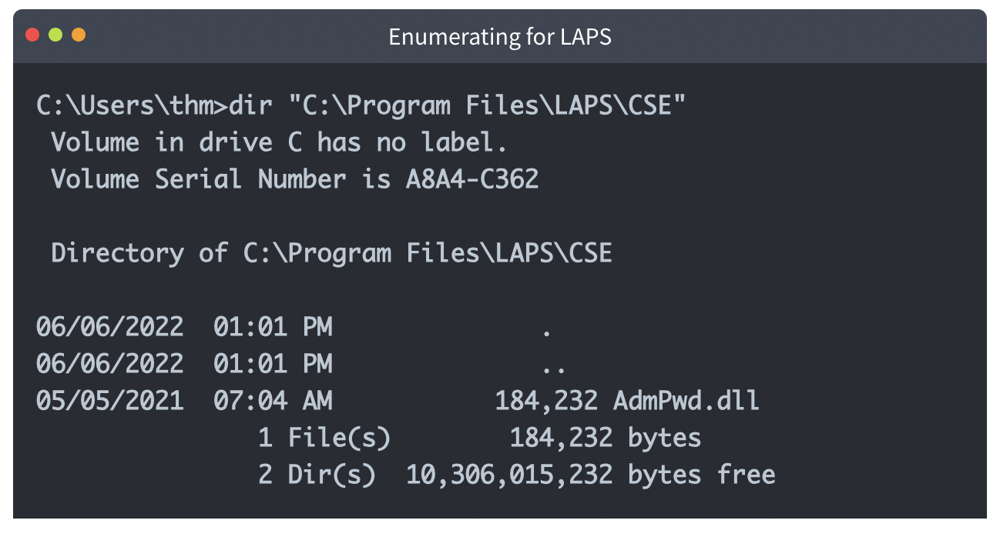 Enumerating for LAPS
C:\Users\thm>dir "C:\Program Files\LAPS\CSE"
 Volume in drive C has no label.
 Volume Serial Number is A8A4-C362

 Directory of C:\Program Files\LAPS\CSE

06/06/2022  01:01 PM              .
06/06/2022  01:01 PM              ..
05/05/2021  07:04 AM           184,232 AdmPwd.dll
               1 File(s)        184,232 bytes
               2 Dir(s)  10,306,015,232 bytes free